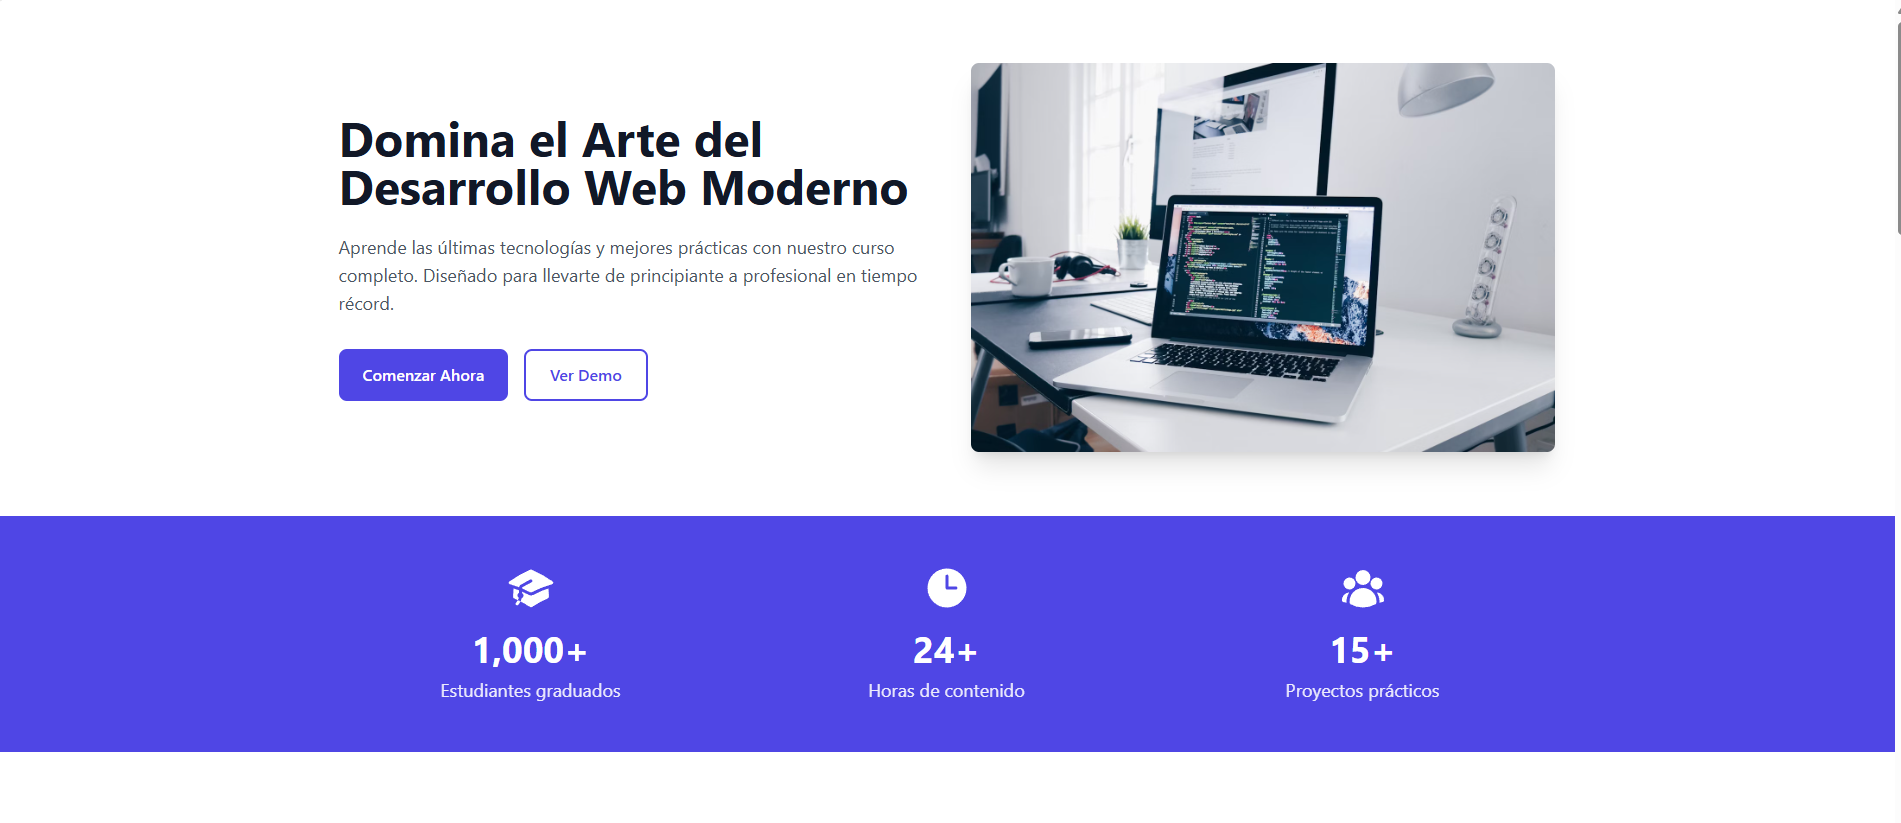 Domina el Arte del
Desarrollo Web Moderno
Aprende las últimas tecnologías y mejores prácticas con nuestro curso
completo. Diseñado para llevarte de principiante a profesional en tiempo
récord.
Comenzar Ahora
Ver Demo
1,000+
Estudiantes graduados
24+
Horas de contenido
15+
Proyectos prácticos